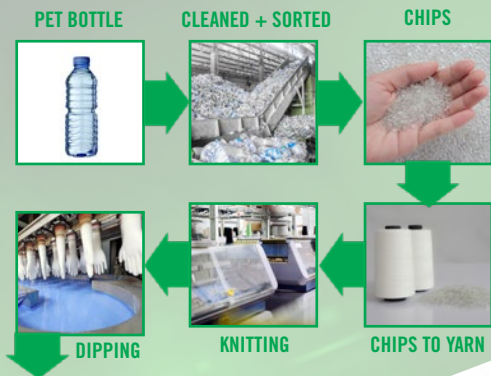 PET BOTTLE
CLEANED + SORTED
CHIPS
CHIPS TO YARN
KNITTING
DIPPING